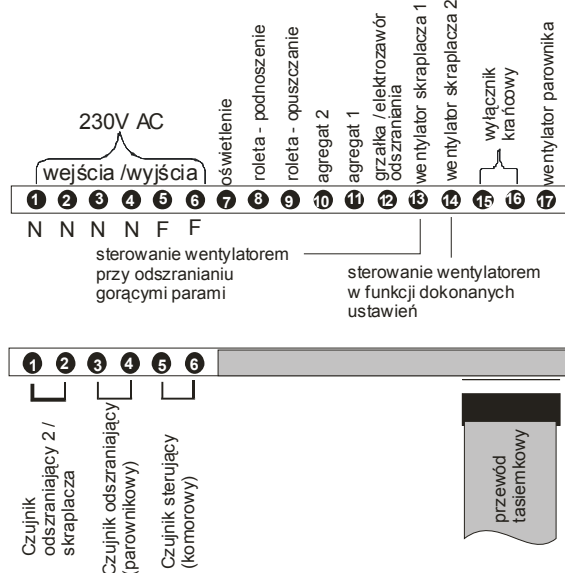 230V AC
wejścia /wyjścia
oświetlenie
roleta - podnoszenie
roleta - opuszczanie
agregat 2
agregat 1
grzałka / elektrozawór
odszraniania
wentylator skraplacza 1
wentylator skraplacza 2
wyłącznik
krańcowy
wentylator parownika
1 2 3 4 5 6 7 8 9 10 11 12 13 14 15 16 17
N N N N F F
sterowanie wentylatorem
przy odszranianiu
gorącymi parami
sterowanie wentylatorem
w funkcji dokonanych
ustawień
1 2 3 4 5 6
Czujnik
odszraniający 2 /
skraplacza
Czujnik odszraniający
(parownikowy)
Czujnik sterujący
(komorowy)
przewód
tasiemkowy